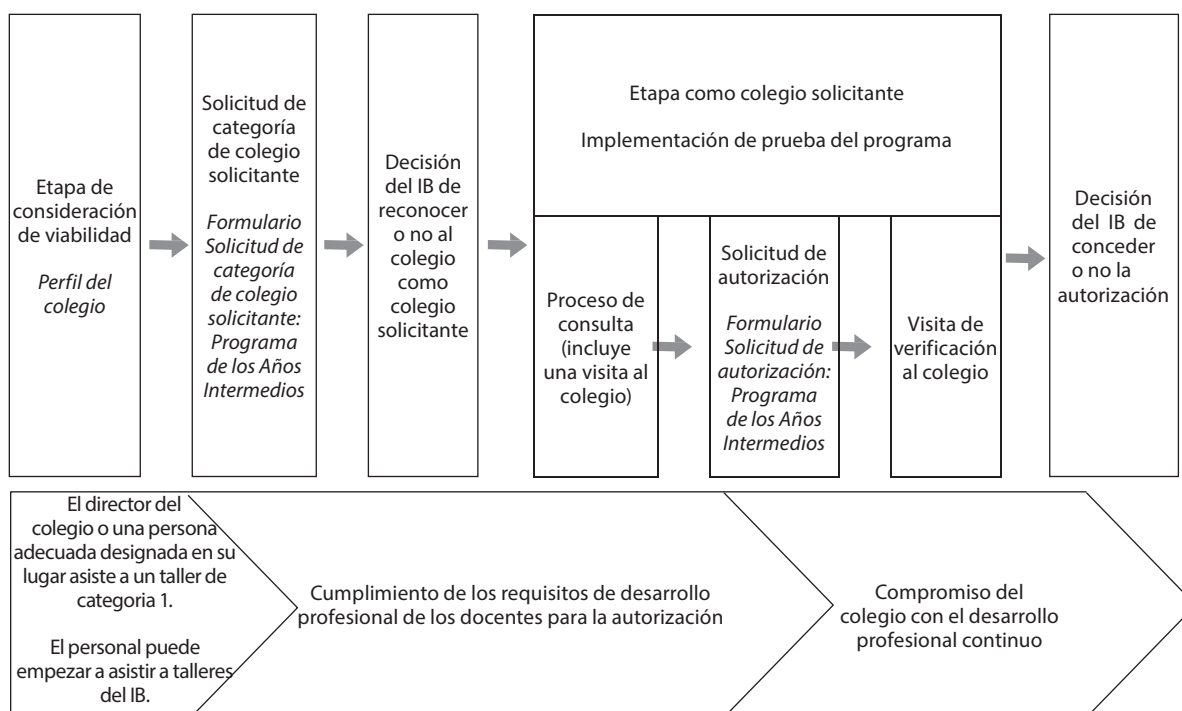 Etapa de
consideración
de viabilidad
Perfil del
colegio
Solicitud de
categoría
de colegio
solicitante
Formulario
Solicitud de
categoría
de colegio
solicitante:
Programa
de los Años
Intermedios
Decisión
del IB de
reconocer
o no al
colegio
como
colegio
solicitante
Etapa como colegio solicitante
Implementación de prueba del programa
Proceso de
consulta
(incluye
una visita al
colegio)
Solicitud de
autorización
Formulario
Solicitud de
autorización:
Programa
de los Años
Intermedios
Visita de
verificación
al colegio
Decisión
del IB de
conceder
o no la
autorización
El director del
colegio o una persona
adecuada designada en su
lugar asiste a un taller de
categoria 1.
El personal puede
empezar a asistir a talleres
del IB.
Cumplimiento de los requisitos de desarrollo
profesional de los docentes para la autorización
Compromiso del
colegio con el desarrollo
profesional continuo